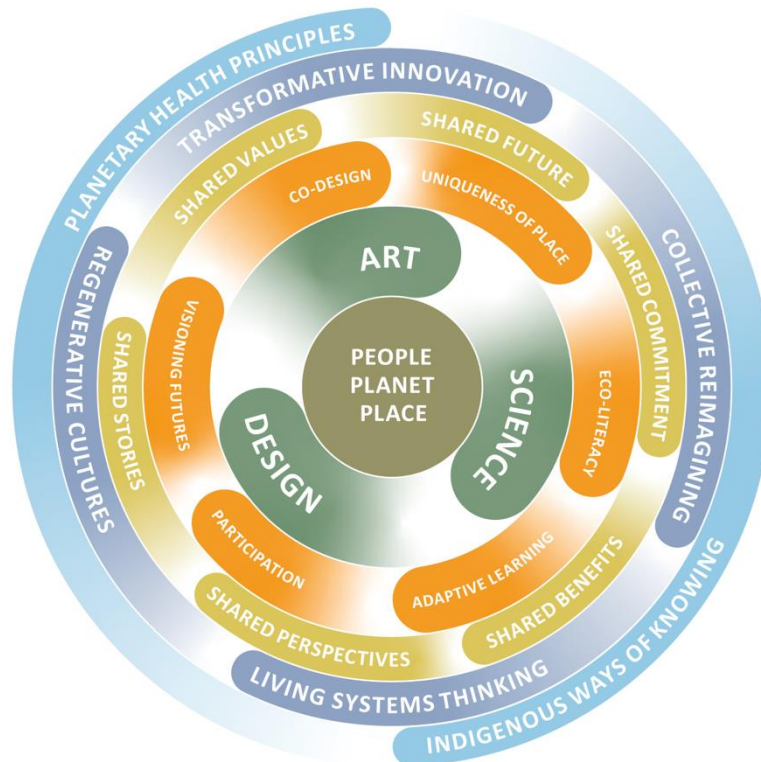 PLANETARY HEALTH PRINCIPLES
INDIGENOUS WAYS OF KNOWING
TRANSFORMATIVE INNOVATION
COLLECTIVE REIMAGINING
LIVING SYSTEMS THINKING
REGENERATIVE CULTURES
SHARED VALUES
SHARED FUTURE
SHARED COMMITMENT
SHARED BENEFITS
SHARED PERSPECTIVES
SHARED STORIES
CO-DESIGN
UNIQUENESS OF PLACE
ECO-LITERACY
ADAPTIVE LEARNING
PARTICIPATION
VISIONING FUTURES
ART
SCIENCE
DESIGN
PEOPLE
PLANET
PLACE